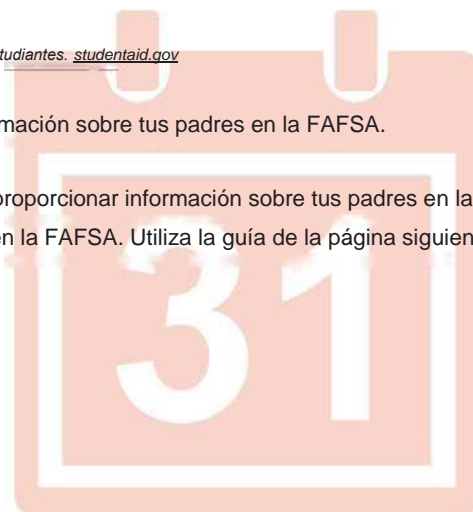 tudiantes. studentaid.gov
mación sobre tus padres en la FAFSA.
proporcionar información sobre tus padres en la
en la FAFSA. Utiliza la guía de la página siguien
31